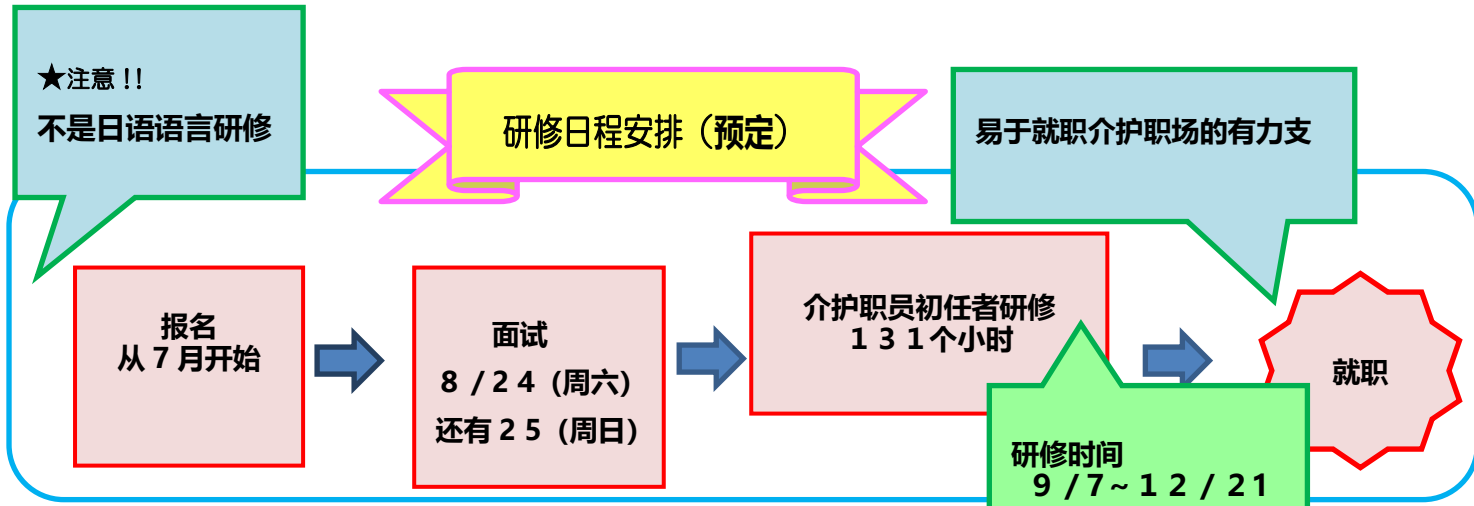 ★注意!!
不是日语语言研修
研修日程安排（预定）
易于就职介护职场的有力支
报名
从7月开始
面试
8/24（周六）
还有25（周日）
介护职员初任者研修
131个小时
研修时间
9/7~12/21
就职